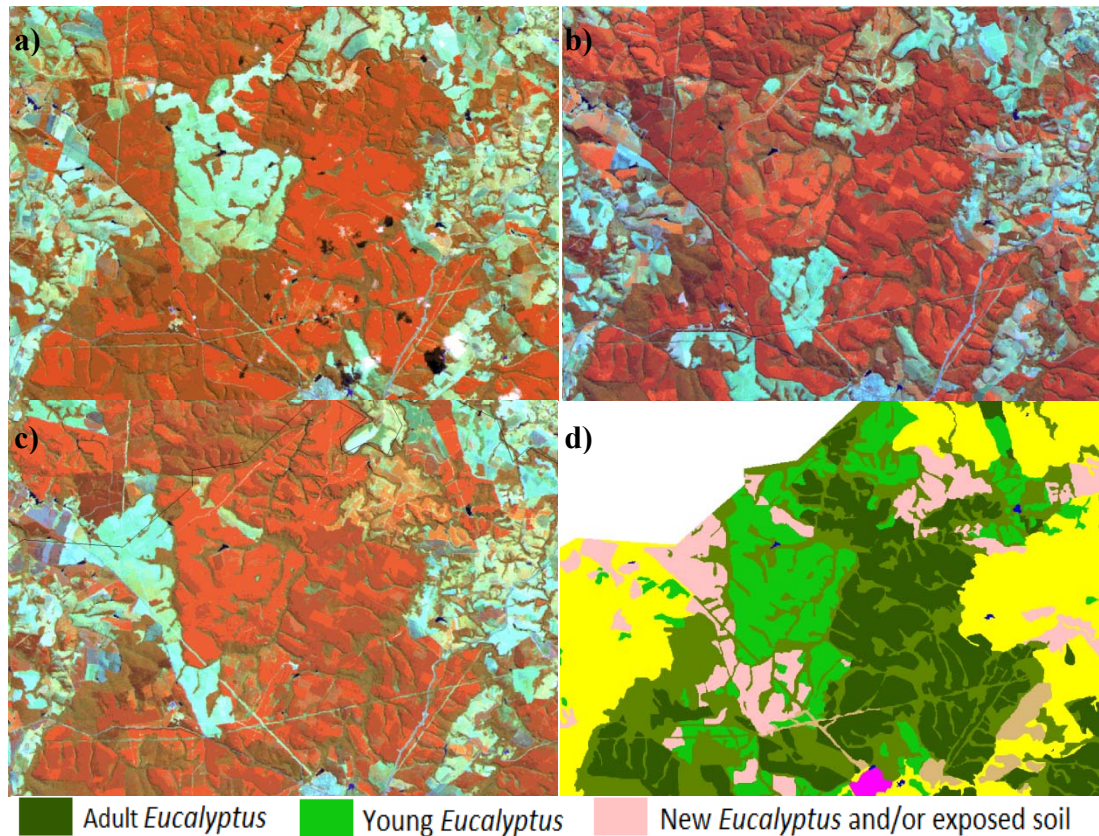 a)
b)
c)
d)
Adult Eucalyptus
Young Eucalyptus
New Eucalyptus and/or exposed soil